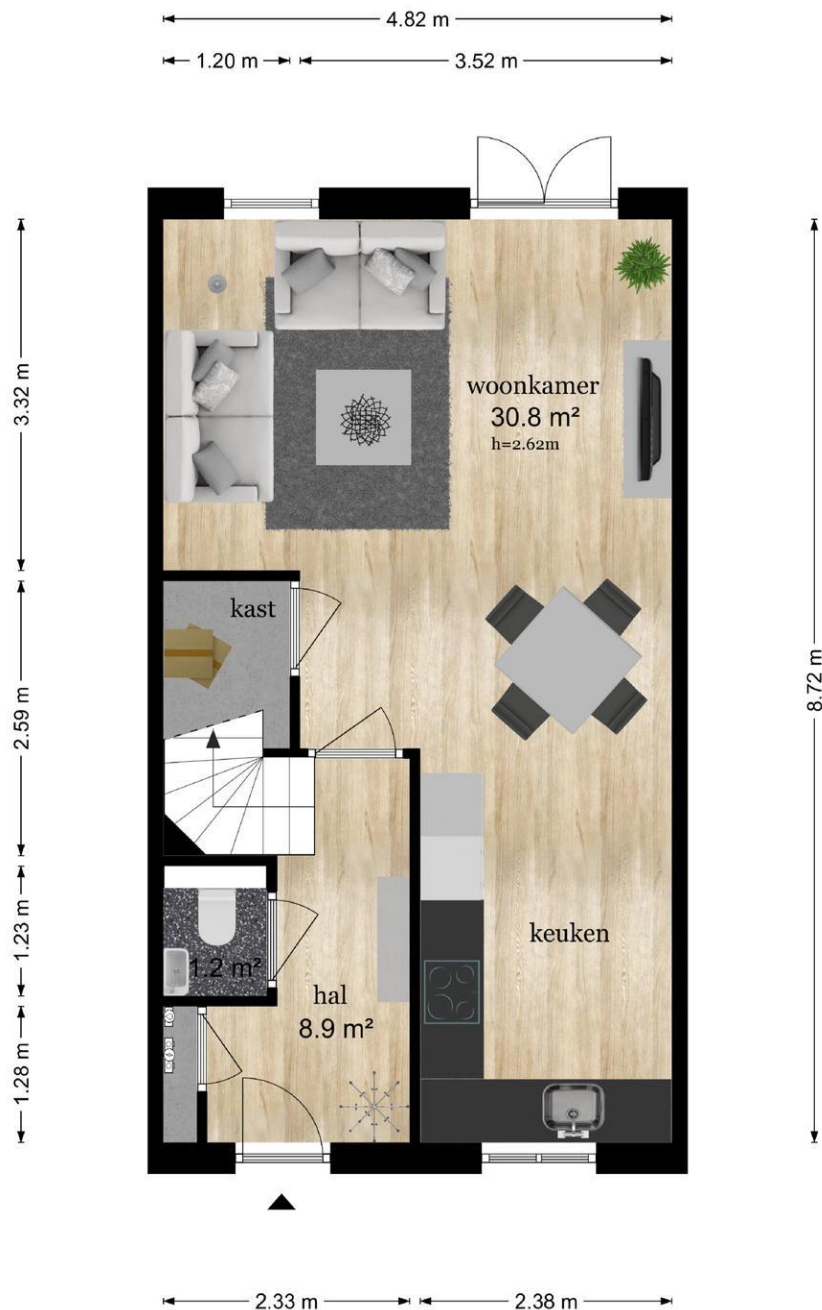 4.82 m
1.20 m
3.52 m
3.32 m
2.59 m
1.23 m
1.28 m
8.72 m
woonkamer
30.8 m²
h=2.62m
kast
keuken
1.2 m²
hal
8.9 m²
2.33 m
2.38 m